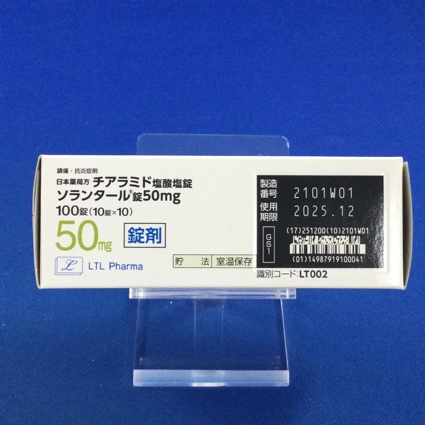 鎮痛・抗炎症剤
日本薬局方 チアラミド塩酸塩錠
ソランタール®錠50mg
100錠(10錠×10)
50mg 錠剤
LTL Pharma
貯 法 室温保存
製造番号 2101W01
使用期限 2025.12
GS1
(17)251200(10)2101W01
(01)14987919100041
識別コード:LT002